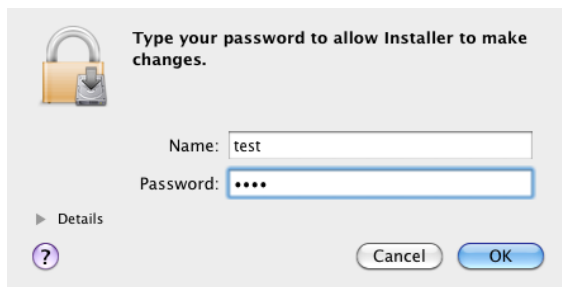 Type your password to allow Installer to make
changes.
Name: test
Password: ••••
Details
?
Cancel OK